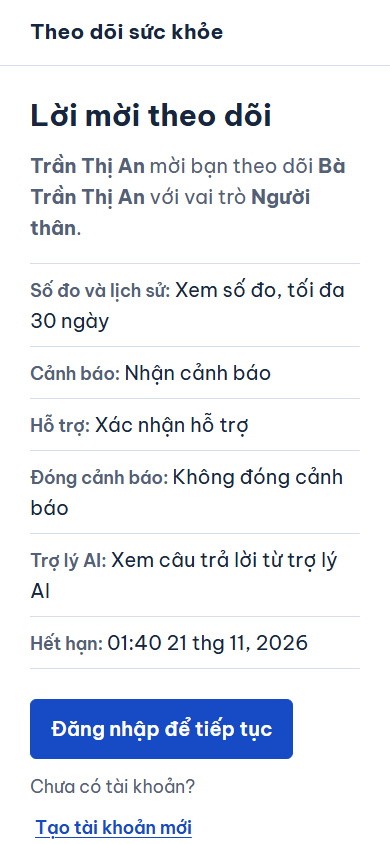 Theo dõi sức khỏe
Lời mời theo dõi
Trần Thị An mời bạn theo dõi Bà
Trần Thị An với vai trò Người
thân.
Số đo và lịch sử: Xem số đo, tối đa
30 ngày
Cảnh báo: Nhận cảnh báo
Hỗ trợ: Xác nhận hỗ trợ
Đóng cảnh báo: Không đóng cảnh
báo
Trợ lý AI: Xem câu trả lời từ trợ lý
AI
Hết hạn: 01:40 21 thg 11, 2026
Đăng nhập để tiếp tục
Chưa có tài khoản?
Tạo tài khoản mới